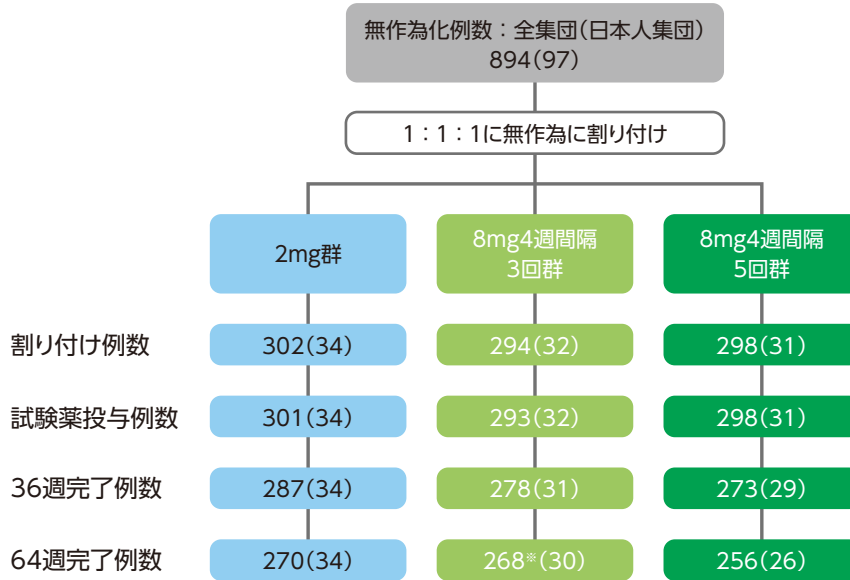 無作為化例数：全集団(日本人集団)
894(97)
1：1：1に無作為に割り付け
2mg群
8mg4週間隔
3回群
8mg4週間隔
5回群
割り付け例数
302(34)
294(32)
298(31)
試験薬投与例数
301(34)
293(32)
298(31)
36週完了例数
287(34)
278(31)
273(29)
64週完了例数
270(34)
268※(30)
256(26)